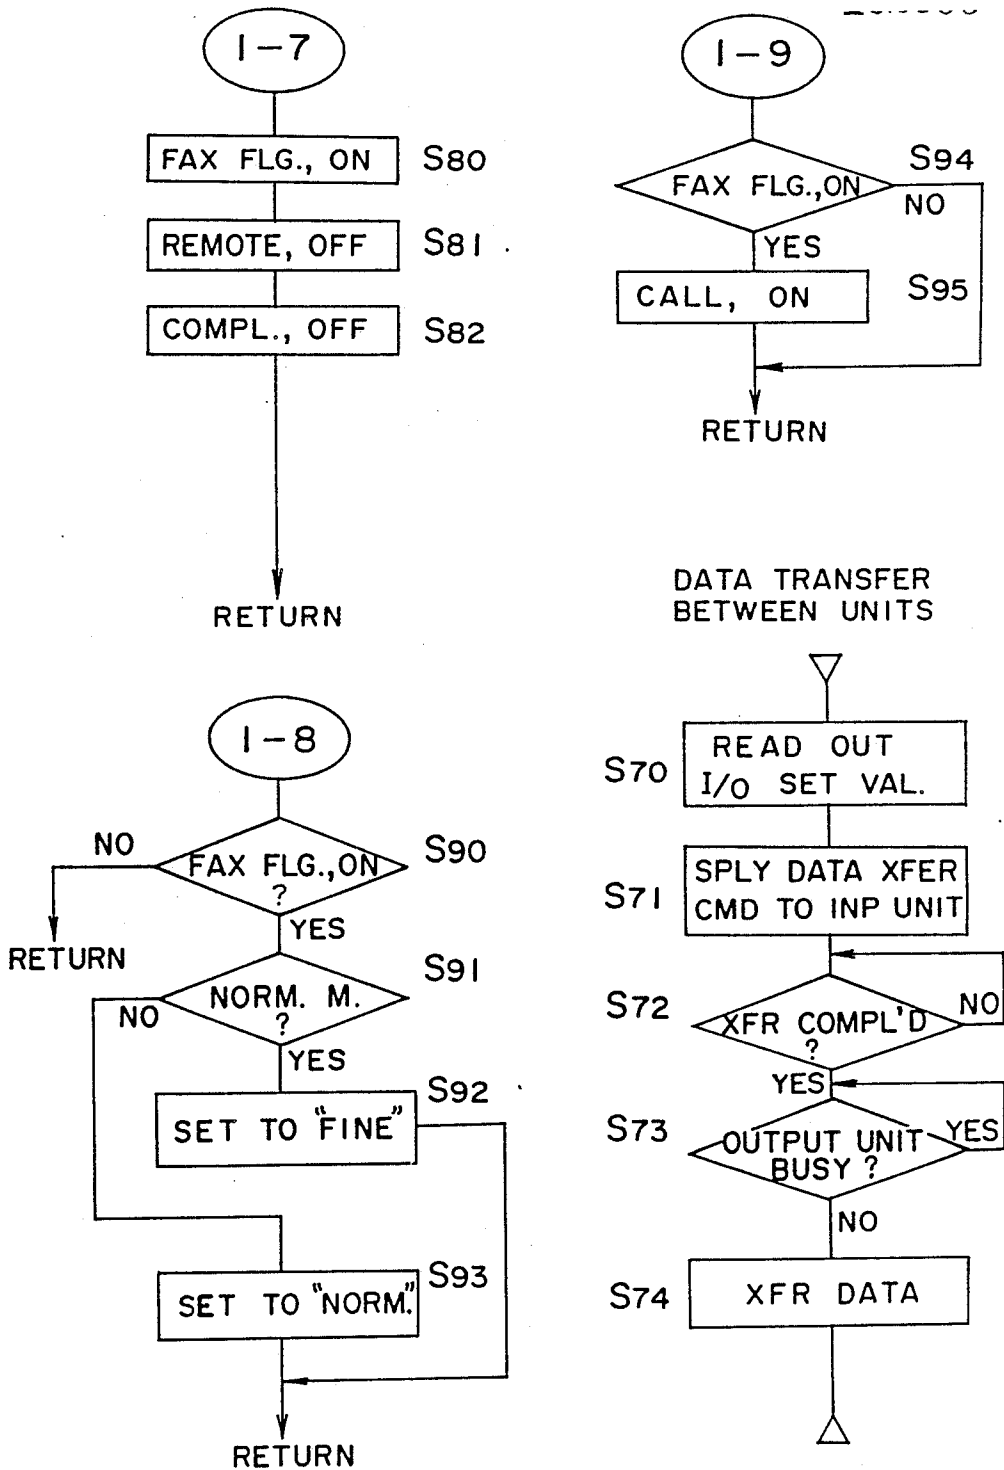 1-7
FAX FLG., ON S80
REMOTE, OFF S81
COMPL., OFF S82
RETURN
1-9
S94
FAX FLG., ON
NO
YES
CALL, ON S95
RETURN
1-8
NO
S90
FAX FLG., ON
?
YES
RETURN
S91
NORM. M.
?
NO
YES
S92
SET TO "FINE"
S93
SET TO "NORM."
RETURN
DATA TRANSFER
BETWEEN UNITS
S70
READ OUT
I/O SET VAL.
S71
SPLY DATA XFER
CMD TO INP UNIT
S72
XFR COMPL'D
?
NO
YES
S73
OUTPUT UNIT
BUSY ?
YES
NO
S74
XFR DATA